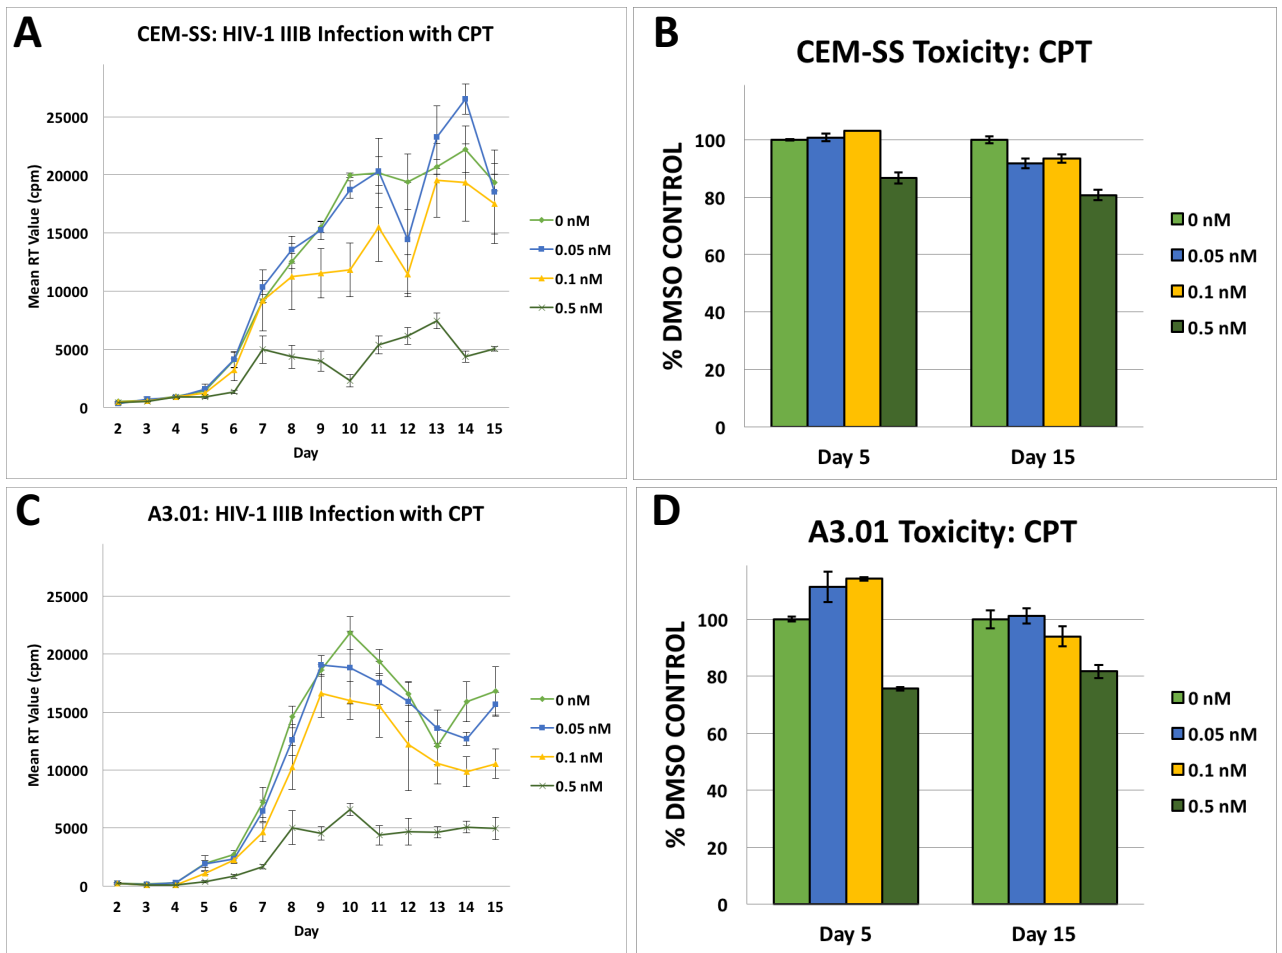 A
CEM-SS: HIV-1 IIIB Infection with CPT
Mean RT Value (cpm)
25000
20000
15000
10000
5000
0
2 3 4 5 6 7 8 9 10 11 12 13 14 15
Day
0 nM
0.05 nM
0.1 nM
0.5 nM
B
CEM-SS Toxicity: CPT
% DMSO CONTROL
100
80
60
40
20
0
Day 5 Day 15
0 nM
0.05 nM
0.1 nM
0.5 nM
C
A3.01: HIV-1 IIIB Infection with CPT
Mean RT Value (cpm)
25000
20000
15000
10000
5000
0
2 3 4 5 6 7 8 9 10 11 12 13 14 15
Day
0 nM
0.05 nM
0.1 nM
0.5 nM
D
A3.01 Toxicity: CPT
% DMSO CONTROL
100
80
60
40
20
0
Day 5 Day 15
0 nM
0.05 nM
0.1 nM
0.5 nM